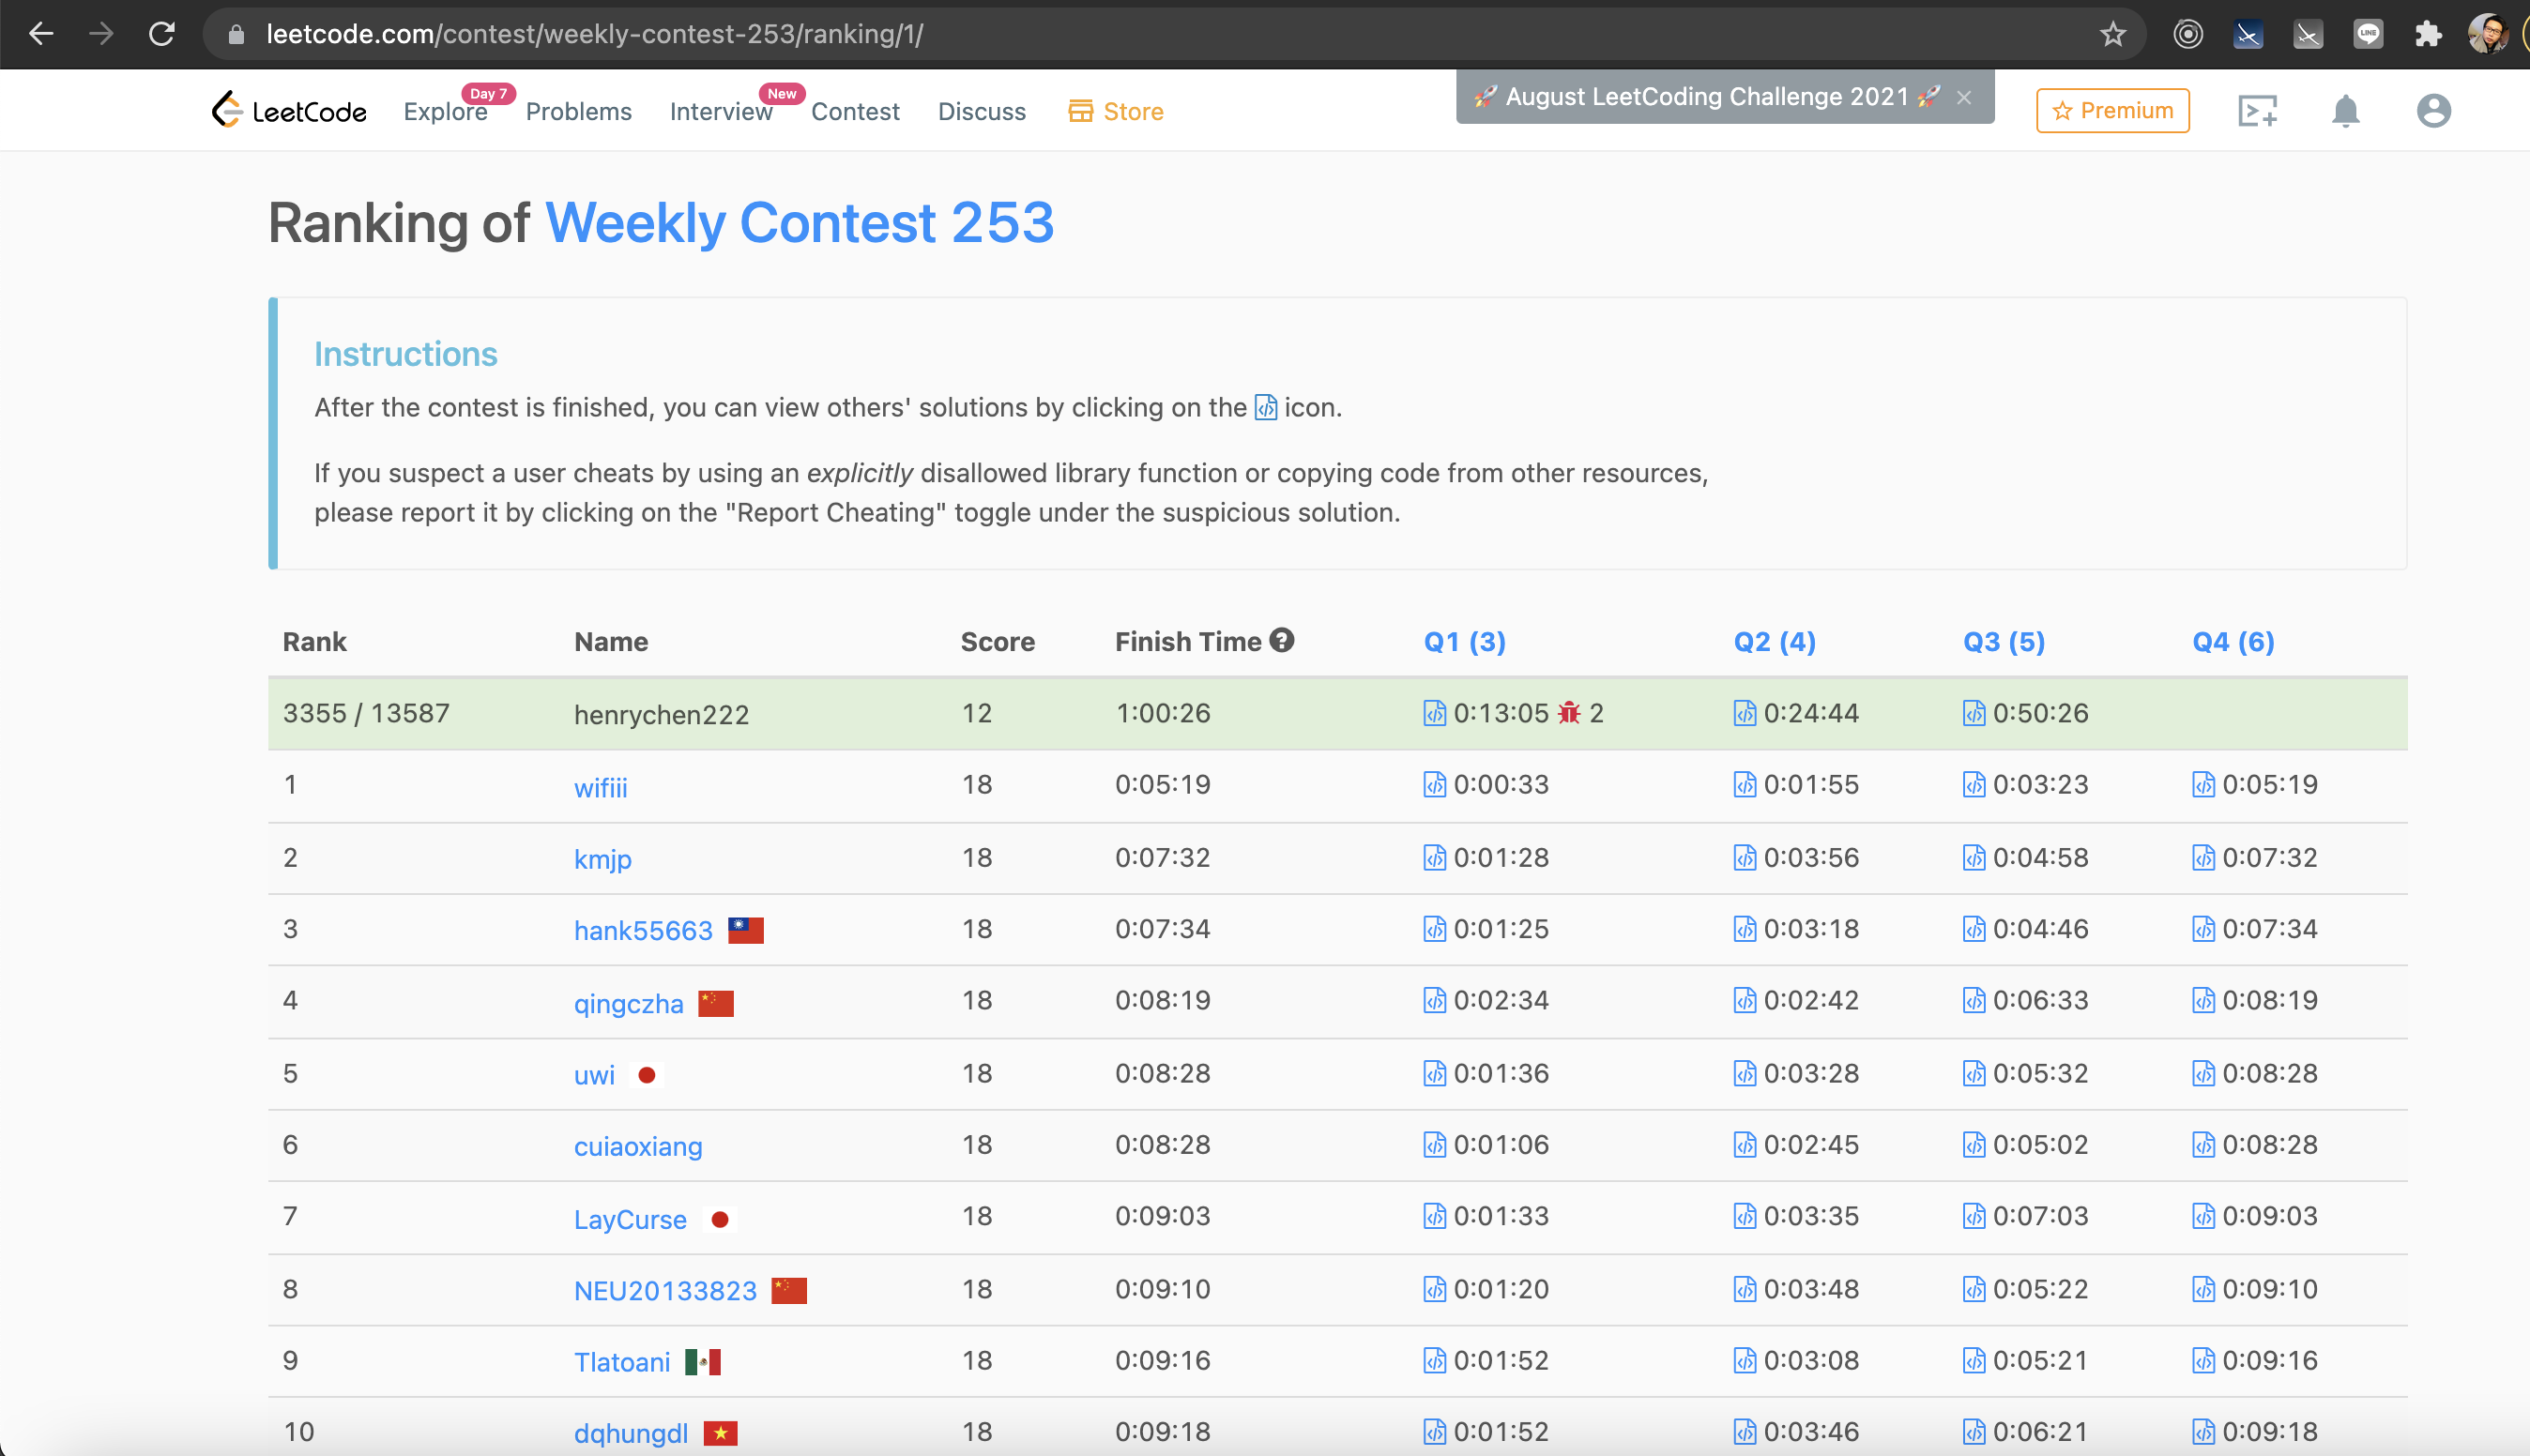 leetcode.com/contest/weekly-contest-253/ranking/1/
LINE
LeetCode Explore Day 7 Problems Interview New Contest Discuss Store 🚀 August LeetCoding Challenge 2021 🚀 × Premium
Ranking of Weekly Contest 253
Instructions
After the contest is finished, you can view others' solutions by clicking on the icon.
If you suspect a user cheats by using an explicitly disallowed library function or copying code from other resources,
please report it by clicking on the "Report Cheating" toggle under the suspicious solution.
Rank Name Score Finish Time Q1 (3) Q2 (4) Q3 (5) Q4 (6)
3355 / 13587 henrychen222 12 1:00:26 0:13:05 2 0:24:44 0:50:26
1 wifiii 18 0:05:19 0:00:33 0:01:55 0:03:23 0:05:19
2 kmjp 18 0:07:32 0:01:28 0:03:56 0:04:58 0:07:32
3 hank55663 18 0:07:34 0:01:25 0:03:18 0:04:46 0:07:34
4 qingczha 18 0:08:19 0:02:34 0:02:42 0:06:33 0:08:19
5 uwi 18 0:08:28 0:01:36 0:03:28 0:05:32 0:08:28
6 cuiaoxiang 18 0:08:28 0:01:06 0:02:45 0:05:02 0:08:28
7 LayCurse 18 0:09:03 0:01:33 0:03:35 0:07:03 0:09:03
8 NEU20133823 18 0:09:10 0:01:20 0:03:48 0:05:22 0:09:10
9 Tlatoani 18 0:09:16 0:01:52 0:03:08 0:05:21 0:09:16
10 dqhungdl 18 0:09:18 0:01:52 0:03:46 0:06:21 0:09:18